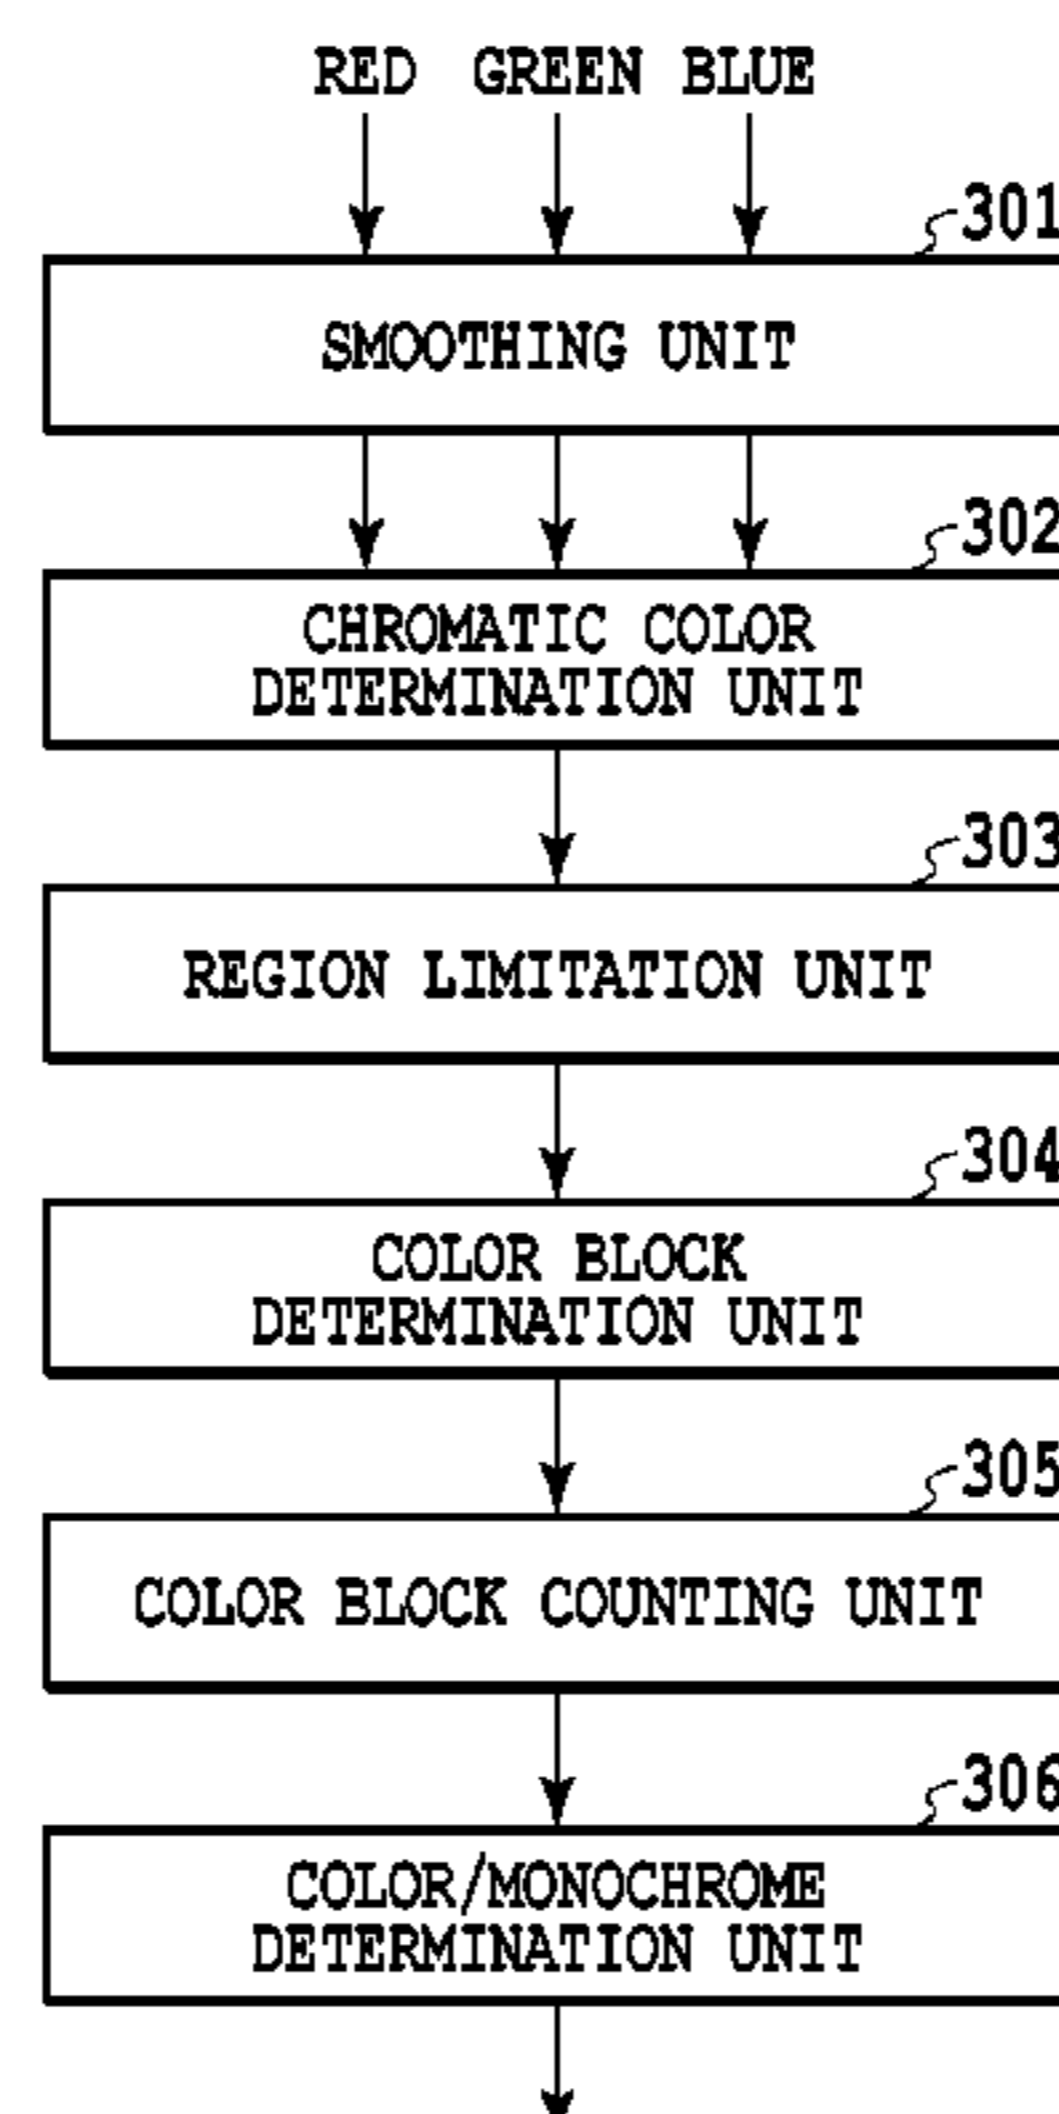 RED GREEN BLUE
301
SMOOTHING UNIT
302
CHROMATIC COLOR
DETERMINATION UNIT
303
REGION LIMITATION UNIT
304
COLOR BLOCK
DETERMINATION UNIT
305
COLOR BLOCK COUNTING UNIT
306
COLOR/MONOCHROME
DETERMINATION UNIT